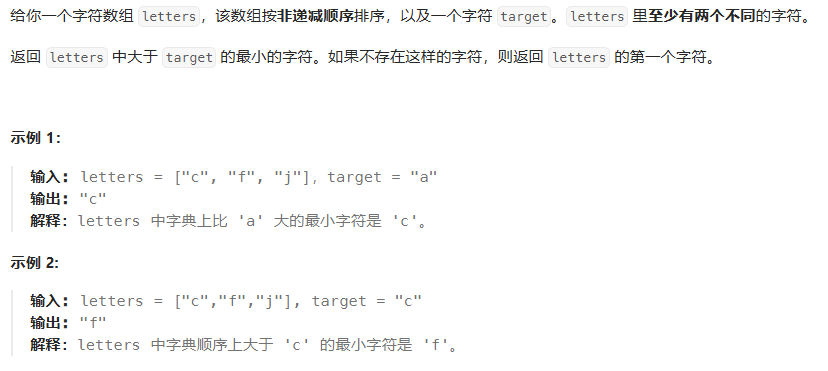 给你一个字符数组 letters，该数组按非递减顺序排序，以及一个字符 target。letters 里至少有两个不同的字符。
返回 letters 中大于 target 的最小的字符。如果不存在这样的字符，则返回 letters 的第一个字符。
示例 1：
输入: letters = ["c", "f", "j"]，target = "a"
输出: "c"
解释：letters 中字典上比 'a' 大的最小字符是 'c'。
示例 2:
输入: letters = ["c","f","j"], target = "c"
输出: "f"
解释：letters 中字典顺序上大于 'c' 的最小字符是 'f'。